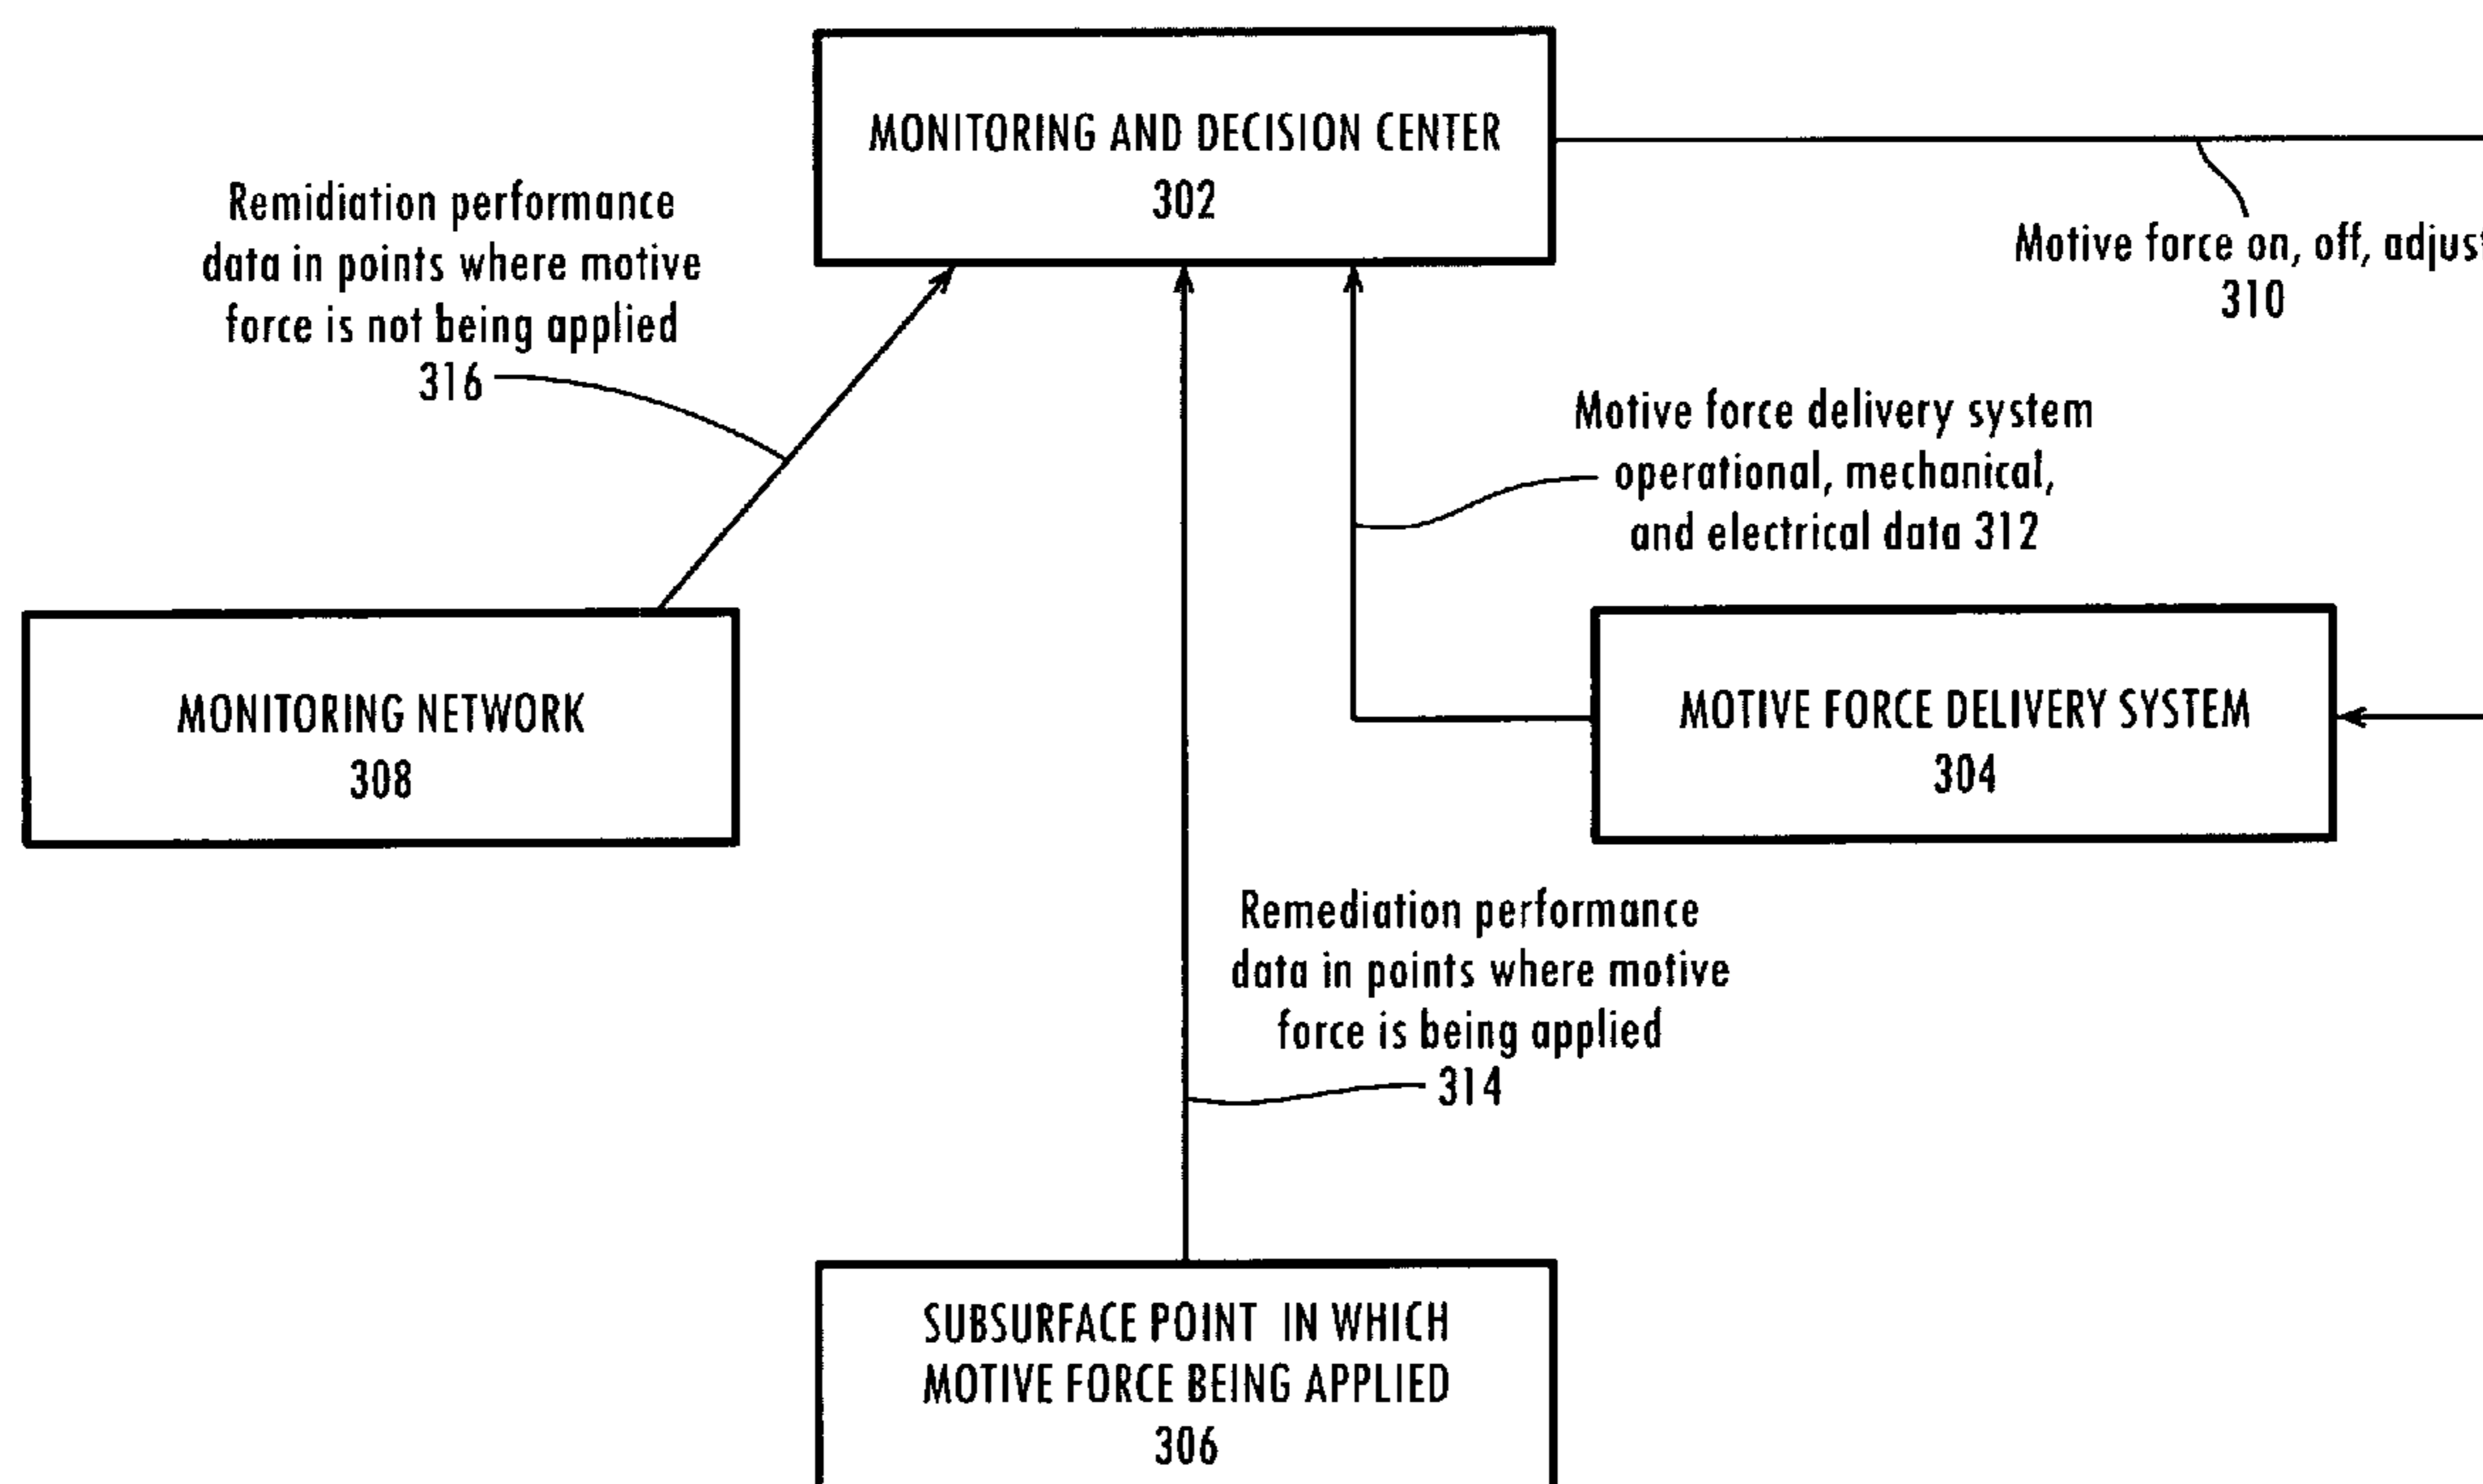 MONITORING AND DECISION CENTER
302
Remidiation performance
data in points where motive
force is not being applied
316
Motive force on, off, adjust
310
Motive force delivery system
operational, mechanical,
and electrical data 312
MONITORING NETWORK
308
MOTIVE FORCE DELIVERY SYSTEM
304
Remediation performance
data in points where motive
force is being applied
314
SUBSURFACE POINT IN WHICH
MOTIVE FORCE BEING APPLIED
306